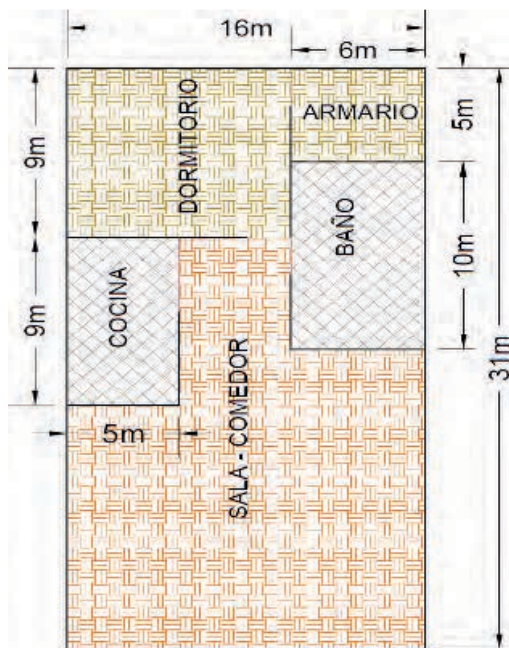 16m
6m
DORMITORIO
ARMARIO
5m
9m
BAÑO
10m
COCINA
9m
31m
5m
SALA - COMEDOR